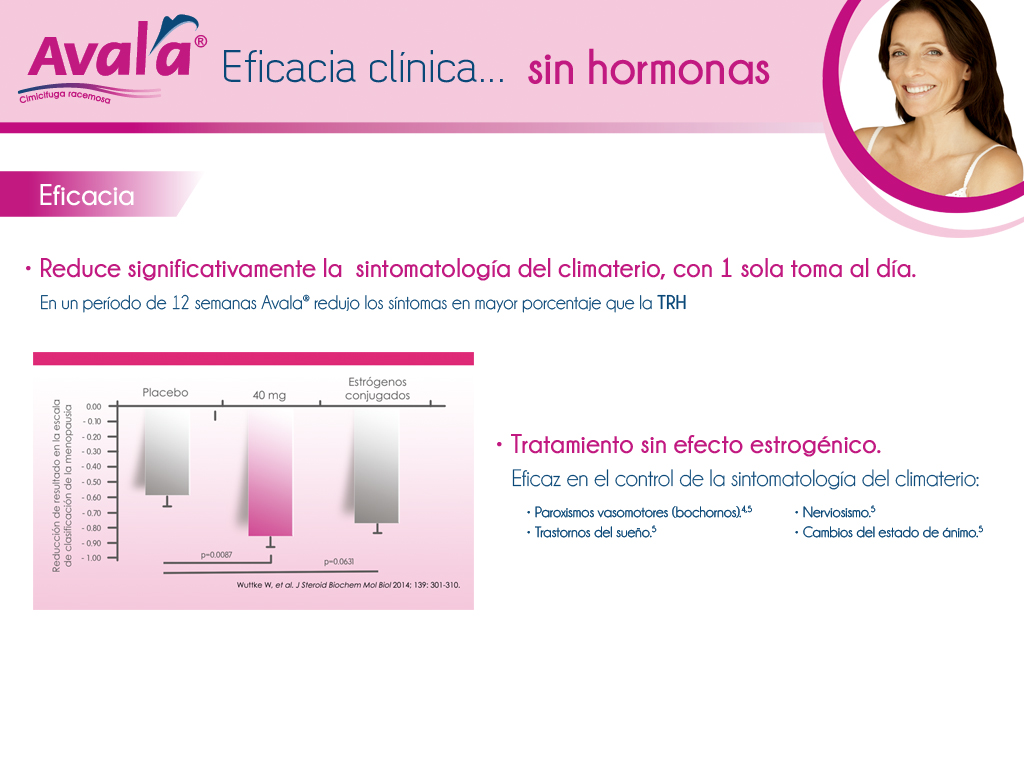 Avala®
Cimicifuga racemosa
Eficacia clínica... sin hormonas
Eficacia
· Reduce significativamente la sintomatología del climaterio, con 1 sola toma al día.
En un período de 12 semanas Avala® redujo los síntomas en mayor porcentaje que la TRH
Reducción de resultado en la escala
de clasificación de la menopausia
Placebo
40 mg
Estrógenos
conjugados
0.00
- 0.10
- 0.20
- 0.30
- 0.40
- 0.50
- 0.60
- 0.70
- 0.80
- 0.90
- 1.00
p=0.0087
p=0.0631
Wuttke W, et al. J Steroid Biochem Mol Biol 2014; 139: 301-310.
· Tratamiento sin efecto estrogénico.
Eficaz en el control de la sintomatología del climaterio:
· Paroxismos vasomotores (bochornos).4,5
· Trastornos del sueño.5
· Nerviosismo.5
· Cambios del estado de ánímo.5